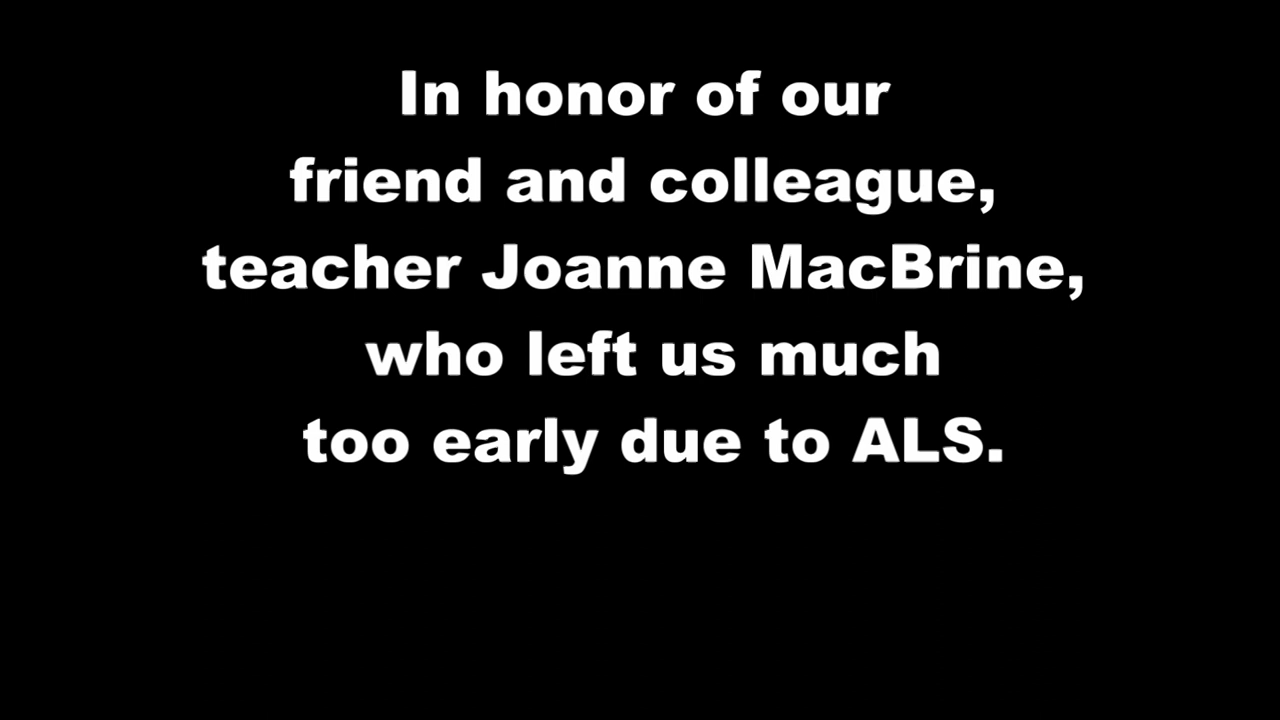 In honor of our
friend and colleague,
teacher Joanne MacBrine,
who left us much
too early due to ALS.